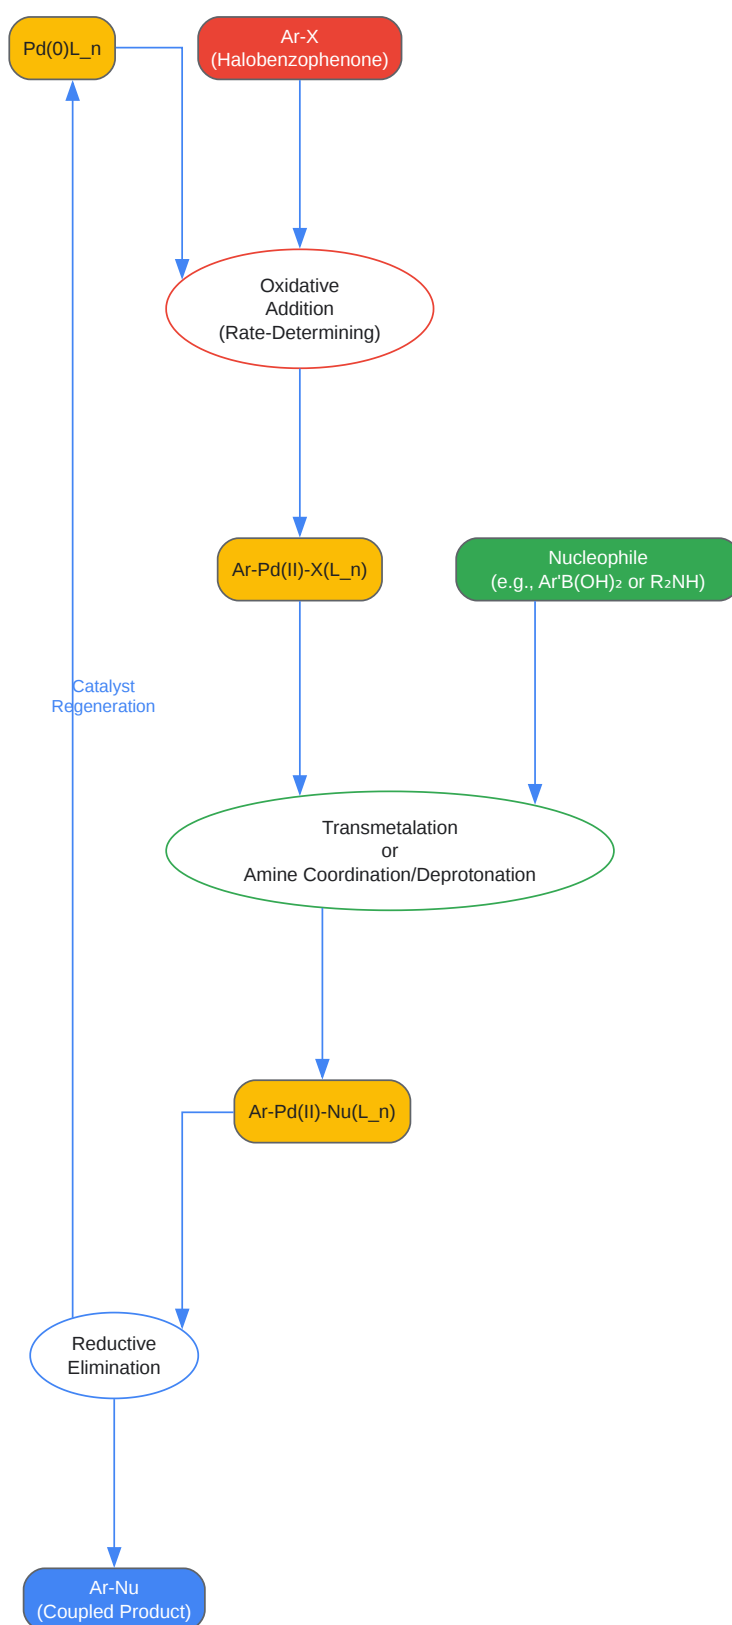 Pd(0)L_n
Ar-X
(Halobenzophenone)
Oxidative
Addition
(Rate-Determining)
Ar-Pd(II)-X(L_n)
Nucleophile
(e.g., Ar'B(OH)₂ or R₂NH)
Catalyst
Regeneration
Transmetalation
or
Amine Coordination/Deprotonation
Ar-Pd(II)-Nu(L_n)
Reductive
Elimination
Ar-Nu
(Coupled Product)